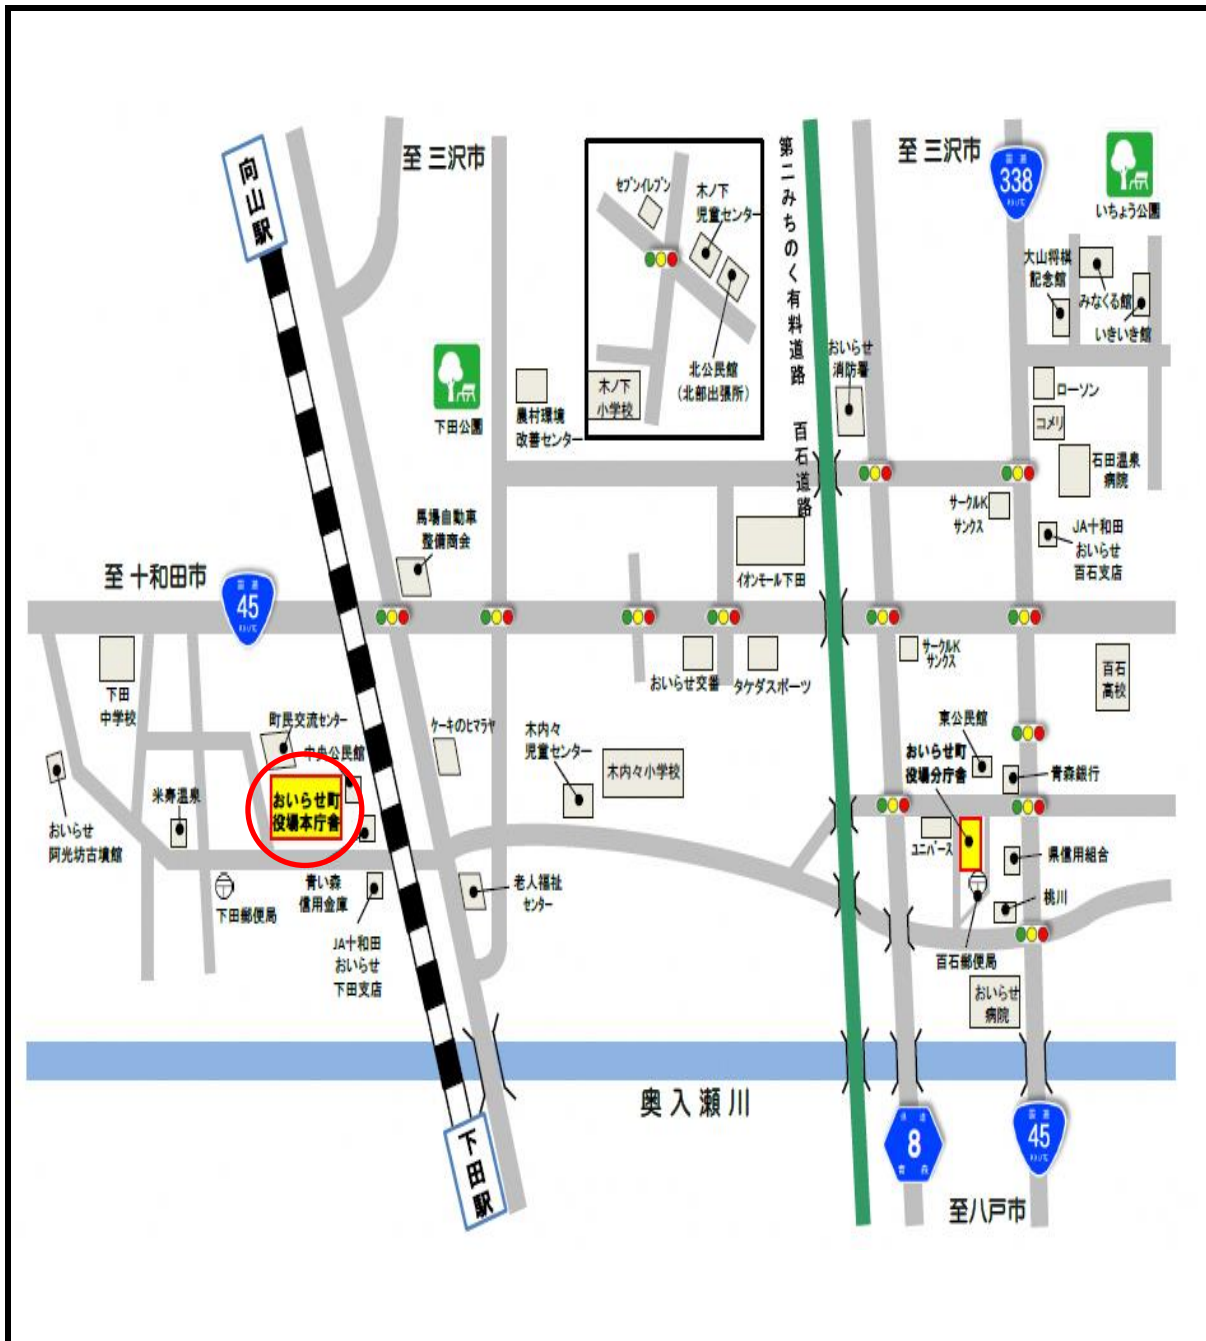 向山駅
至 三沢市
セブンイレブン
木ノ下
児童センター
北公民館
(北部出張所)
木ノ下
小学校
第二みちのく有料道路
百石道路
至 三沢市
国道
338
いちょう公園
大山将棋
記念館
みなくる館
いきいき館
おいらせ
消防署
ローソン
コメリ
石田温泉
病院
下田公園
農村環境
改善センター
サークルK
サンクス
JA十和田
おいらせ
百石支店
馬場自動車
整備商会
イオンモール下田
至 十和田市
国道
45
下田
中学校
おいらせ交番
タケダスポーツ
サークルK
サンクス
百石
高校
町民交流センター
中央公民館
ケーキのヒマラヤ
木内々
児童センター
木内々小学校
東公民館
おいらせ町
役場分庁舎
青森銀行
おいらせ町
役場本庁舎
おいらせ
阿光坊古墳館
米寿温泉
ユニバース
県信用組合
下田郵便局
青い森
信用金庫
老人福祉
センター
桃川
JA十和田
おいらせ
下田支店
百石郵便局
おいらせ
病院
奥入瀬川
下田駅
県道
8
青森
国道
45
至八戸市